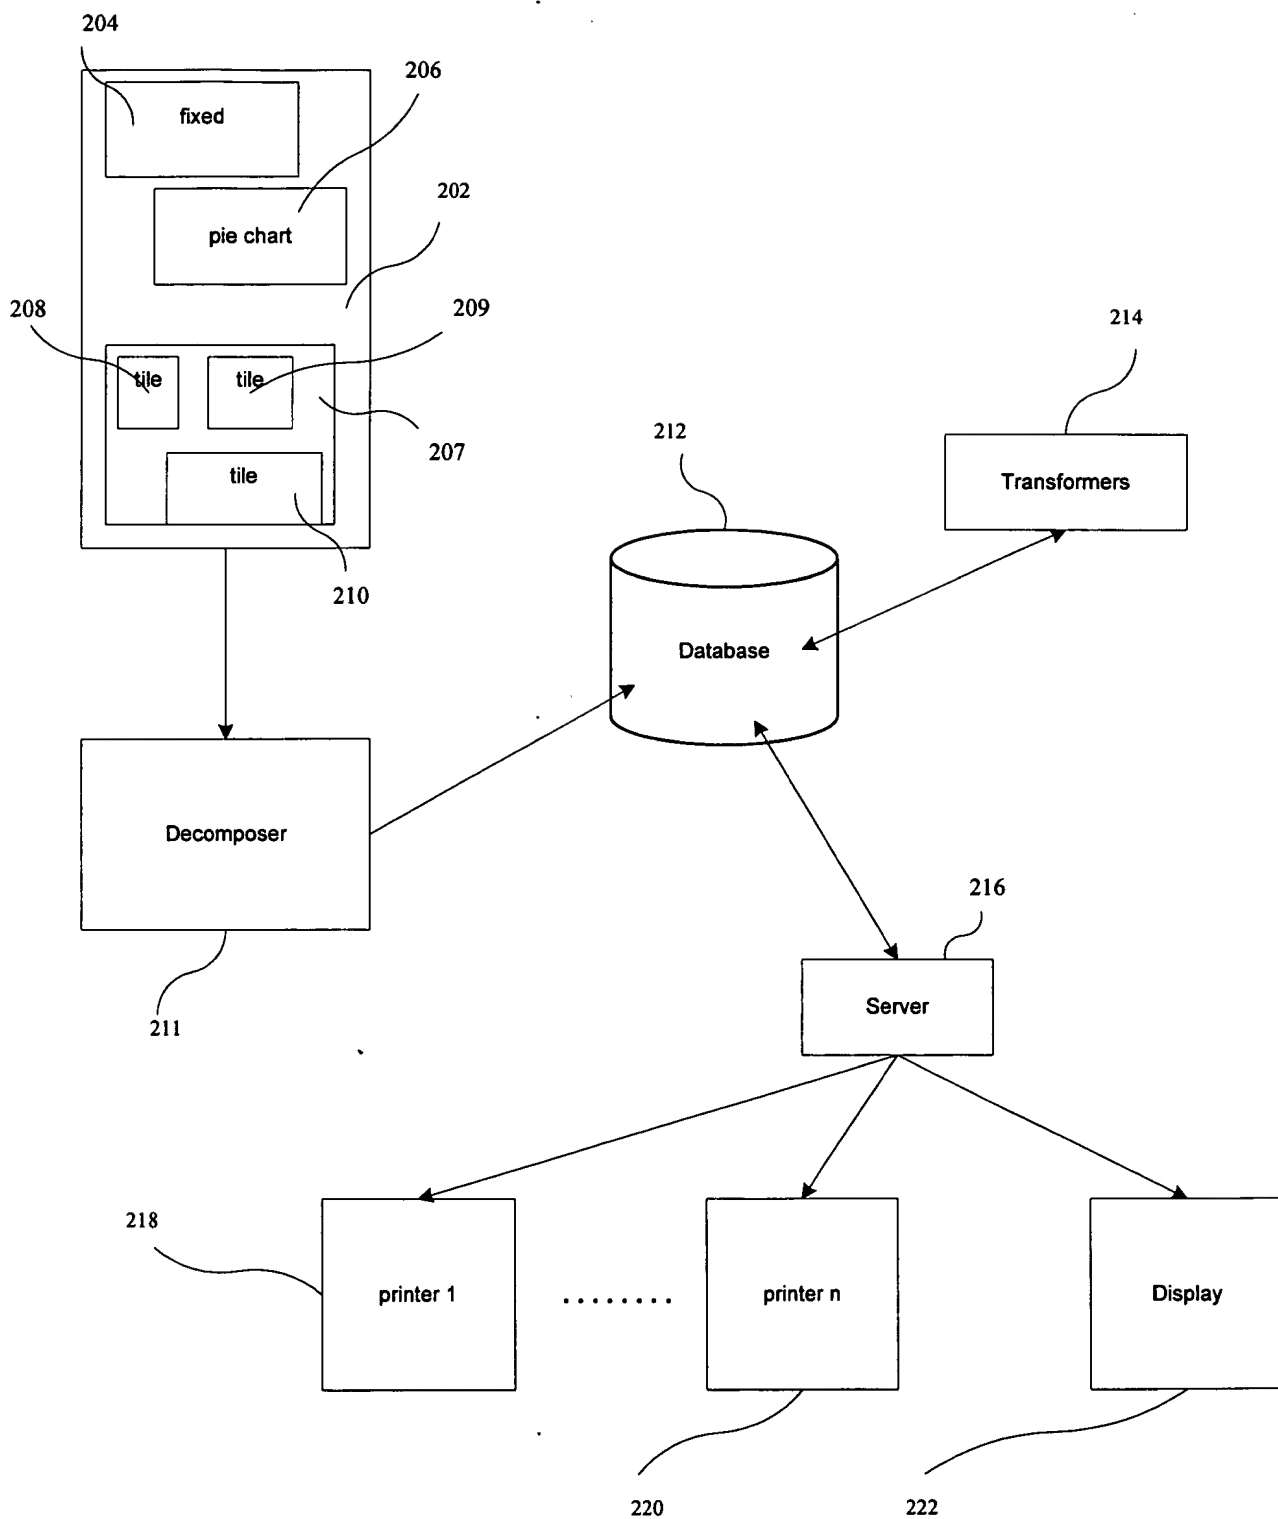 204
fixed
206
202
pie chart
208
209
tile
tile
207
tile
210
212
214
Transformers
Database
Decomposer
211
216
Server
218
printer 1
........
printer n
Display
220
222